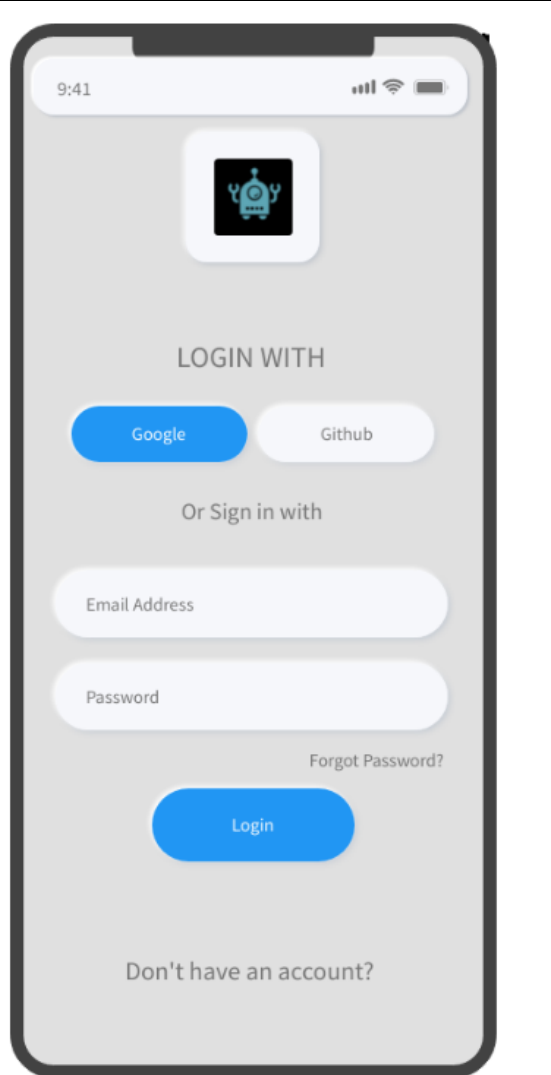 9:41
LOGIN WITH
Google Github
Or Sign in with
Email Address
Password
Forgot Password?
Login
Don't have an account?